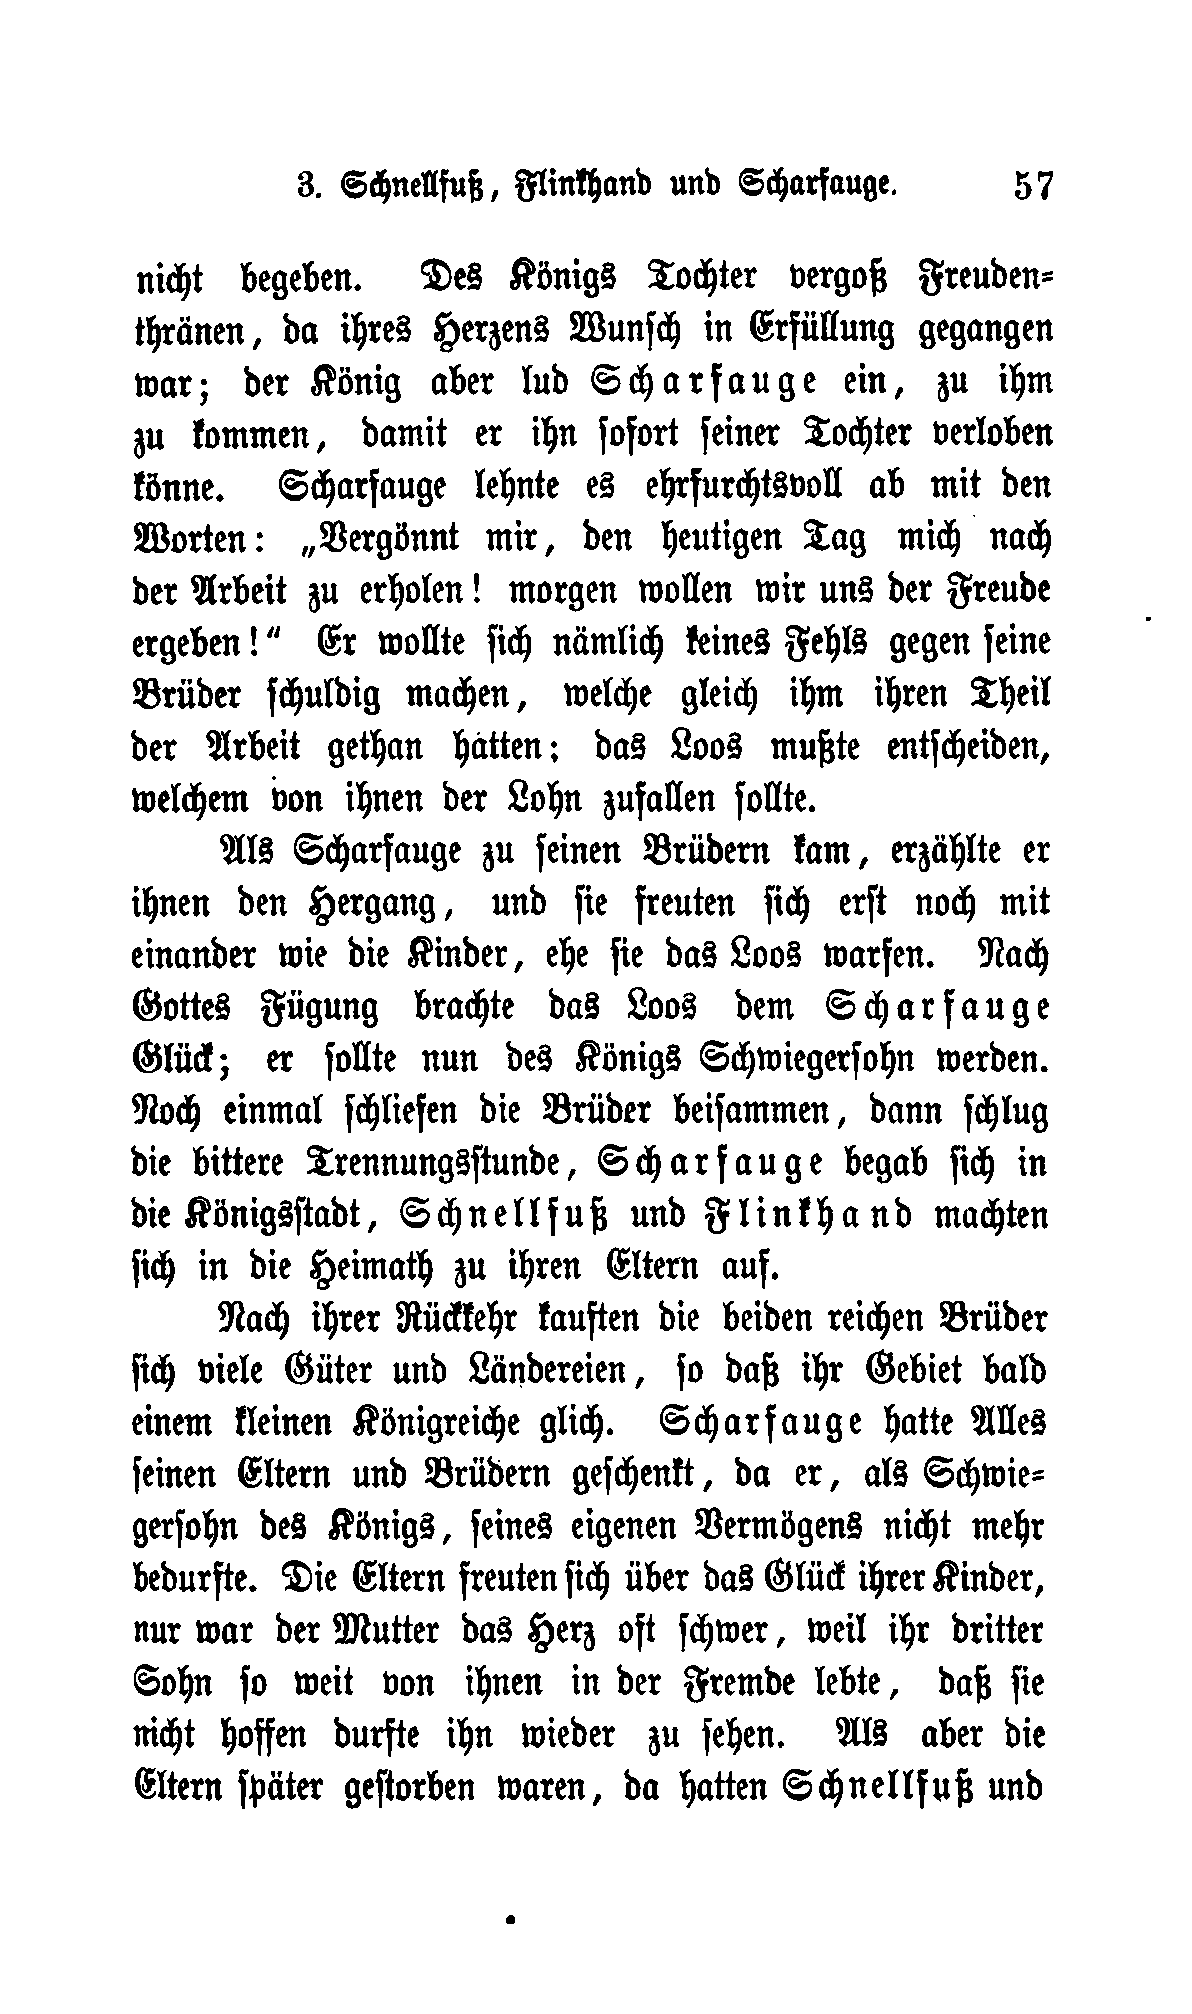 3. Schnellfuß, Flinkhand und Scharfauge. 57
nicht begeben. Des Königs Tochter vergoß Freuden=
thränen, da ihres Herzens Wunsch in Erfüllung gegangen
war; der König aber lud Scharfauge ein, zu ihm
zu kommen, damit er ihn sofort seiner Tochter verloben
könne. Scharfauge lehnte es ehrfurchtsvoll ab mit den
Worten: „Vergönnt mir, den heutigen Tag mich nach
der Arbeit zu erholen! morgen wollen wir uns der Freude
ergeben!“ Er wollte sich nämlich keines Fehls gegen seine
Brüder schuldig machen, welche gleich ihm ihren Theil
der Arbeit gethan hatten; das Loos mußte entscheiden,
welchem von ihnen der Lohn zufallen sollte.
Als Scharfauge zu seinen Brüdern kam, erzählte er
ihnen den Hergang, und sie freuten sich erst noch mit
einander wie die Kinder, ehe sie das Loos warfen. Nach
Gottes Fügung brachte das Loos dem Scharfauge
Glück; er sollte nun des Königs Schwiegersohn werden.
Noch einmal schliefen die Brüder beisammen, dann schlug
die bittere Trennungsstunde, Scharfauge begab sich in
die Königsstadt, Schnellfuß und Flinkhand machten
sich in die Heimath zu ihren Eltern auf.
Nach ihrer Rückkehr kauften die beiden reichen Brüder
sich viele Güter und Ländereien, so daß ihr Gebiet bald
einem kleinen Königreiche glich. Scharfauge hatte Alles
seinen Eltern und Brüdern geschenkt, da er, als Schwie=
gersohn des Königs, seines eigenen Vermögens nicht mehr
bedurfte. Die Eltern freuten sich über das Glück ihrer Kinder,
nur war der Mutter das Herz oft schwer, weil ihr dritter
Sohn so weit von ihnen in der Fremde lebte, daß sie
nicht hoffen durfte ihn wieder zu sehen. Als aber die
Eltern später gestorben waren, da hatten Schnellfuß und